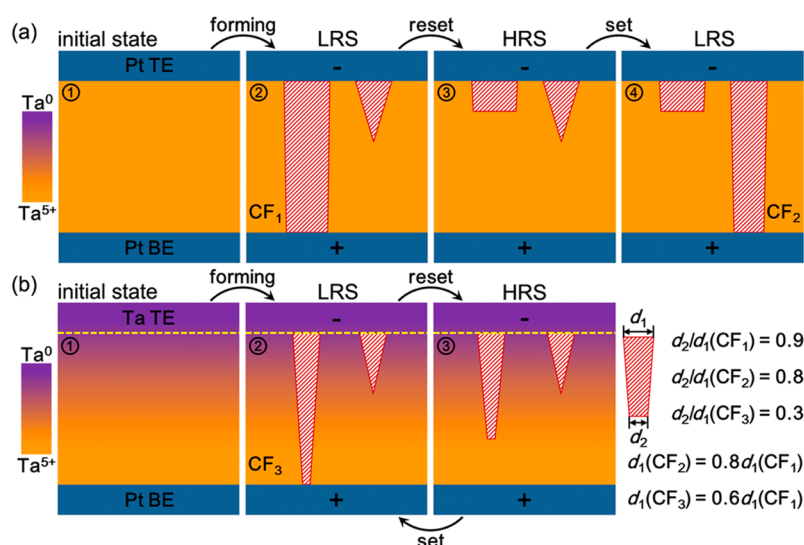 (a)
initial state
forming
LRS
reset
HRS
set
LRS
Pt TE
-
-
-
①
②
③
④
Ta⁰
Ta⁵⁺
CF₁
CF₂
Pt BE
+
+
+
(b)
initial state
forming
LRS
reset
HRS
Ta TE
-
-
①
②
③
Ta⁰
Ta⁵⁺
CF₃
Pt BE
+
+
set
d₁
d₂
d₂/d₁(CF₁) = 0.9
d₂/d₁(CF₂) = 0.8
d₂/d₁(CF₃) = 0.3
d₁(CF₂) = 0.8d₁(CF₁)
d₁(CF₃) = 0.6d₁(CF₁)